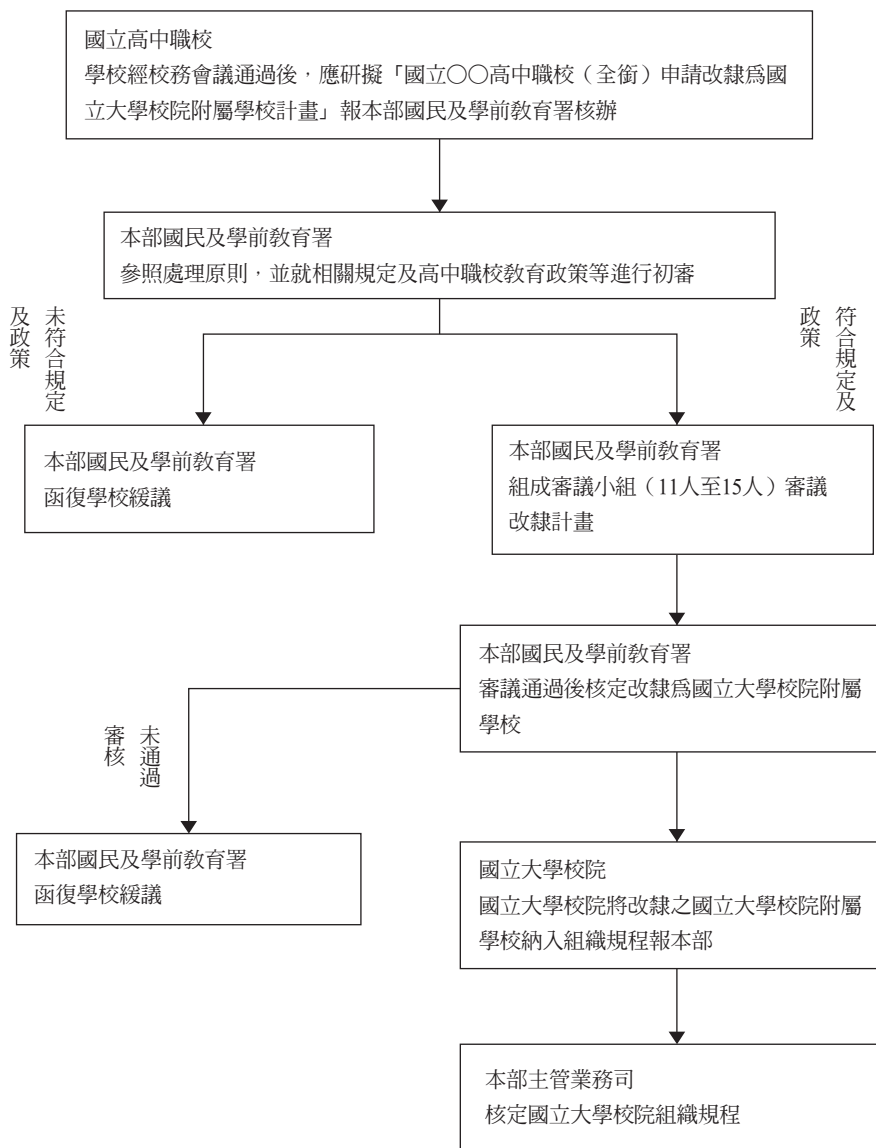 國立高中職校
學校經校務會議通過後，應研擬「國立○○高中職校（全銜）申請改隸為國
立大學校院附屬學校計畫」報本部國民及學前教育署核辦
本部國民及學前教育署
參照處理原則，並就相關規定及高中職校教育政策等進行初審
未符合規定
及政策
符合規定及
政策
本部國民及學前教育署
函復學校緩議
本部國民及學前教育署
組成審議小組（11人至15人）審議
改隸計畫
本部國民及學前教育署
審議通過後核定改隸為國立大學校院附屬
學校
未通過
審核
本部國民及學前教育署
函復學校緩議
國立大學校院
國立大學校院將改隸之國立大學校院附屬
學校納入組織規程報本部
本部主管業務司
核定國立大學校院組織規程